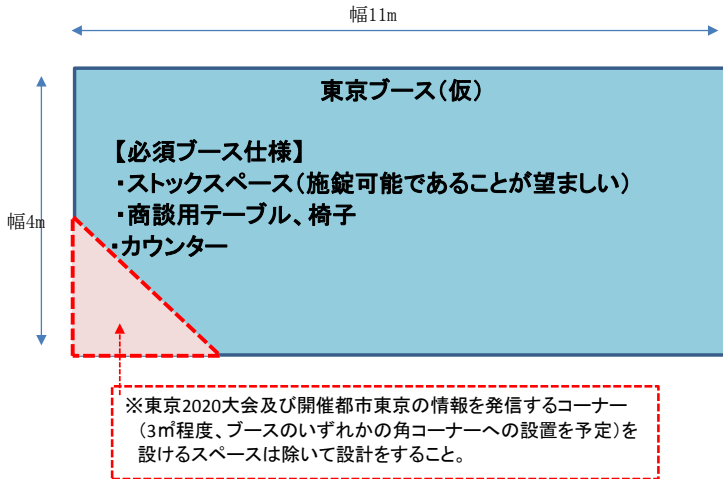 幅11m
東京ブース(仮)
【必須ブース仕様】
・ストックスペース(施錠可能であることが望ましい)
・商談用テーブル、椅子
・カウンター
幅4m
※東京2020大会及び開催都市東京の情報を発信するコーナー
(3㎡程度、ブースのいずれかの角コーナーへの設置を予定)を
設けるスペースは除いて設計をすること。